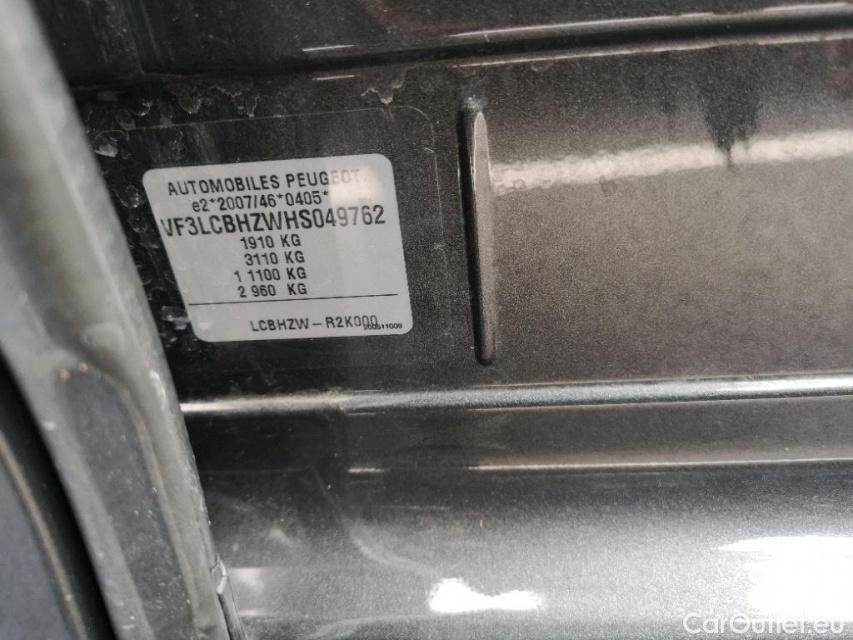 AUTOMOBILES PEUGEOT
e2*2007/46*0405*
VF3LCBHZWHS049762
1910 KG
3110 KG
1 1100 KG
2 960 KG
LCBHZW-R2K000
CarOutlet.eu